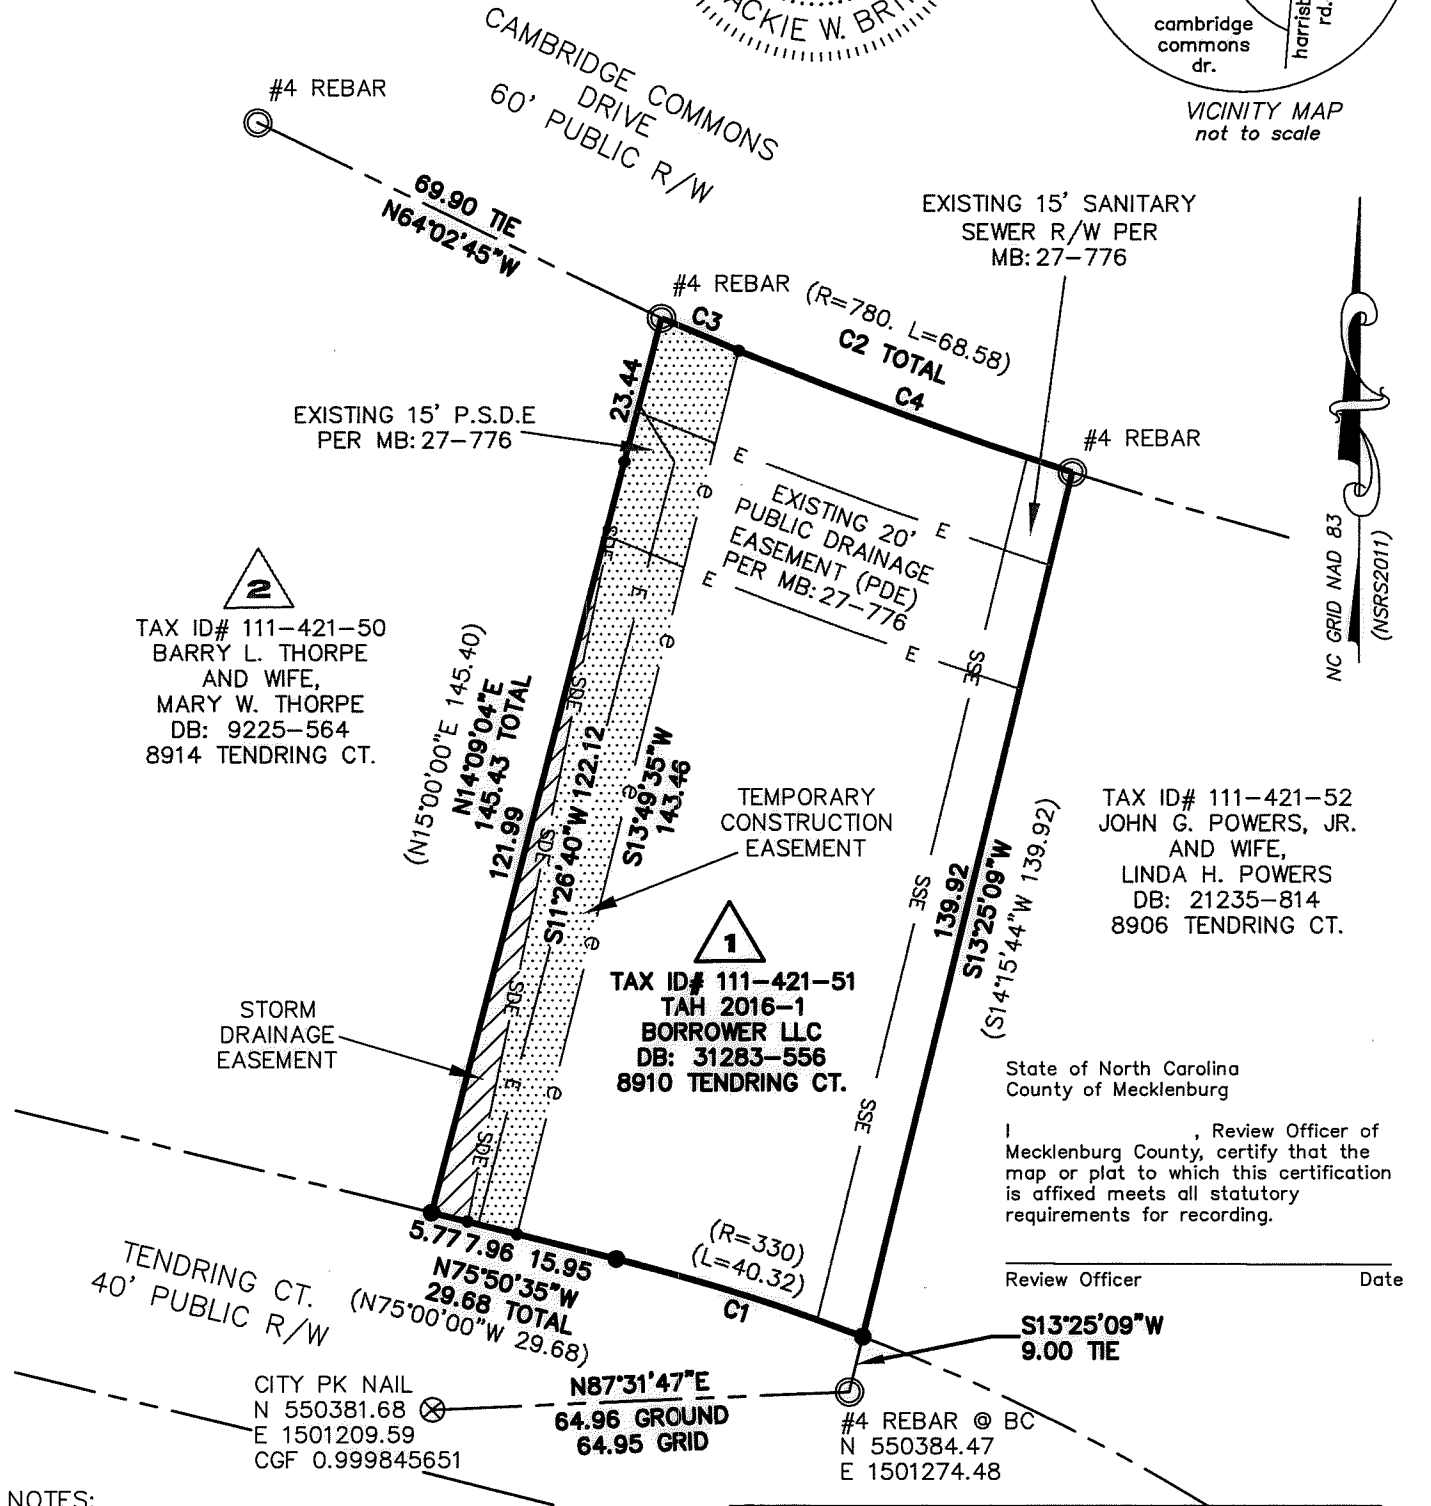 ACKIE W. BRI
cambridge
commons
dr.
harrisb
rd.
VICINITY MAP
not to scale
CAMBRIDGE COMMONS
DRIVE
60' PUBLIC R/W
#4 REBAR
69.90 TIE
N64°02'45"W
EXISTING 15' SANITARY
SEWER R/W PER
MB: 27-776
#4 REBAR
(R=780. L=68.58)
C3
C2 TOTAL
C4
#4 REBAR
23.44
EXISTING 15' P.S.D.E
PER MB: 27-776
E
E
EXISTING 20'
PUBLIC DRAINAGE
EASEMENT (PDE)
PER MB: 27-776
E
E
e
SDE
E
e
SSE
NC GRID NAD 83
(NSRS2011)
2
TAX ID# 111-421-50
BARRY L. THORPE
AND WIFE,
MARY W. THORPE
DB: 9225-564
8914 TENDRING CT.
(N15°00'00"E 145.40)
N14°09'04"E
145.43 TOTAL
121.99
SDE
S11°26'40"W 122.12
e
S13°49'35"W
143.46
TEMPORARY
CONSTRUCTION
EASEMENT
SDE
SSE
139.92
S13°25'09"W
(S14°15'44"W 139.92)
TAX ID# 111-421-52
JOHN G. POWERS, JR.
AND WIFE,
LINDA H. POWERS
DB: 21235-814
8906 TENDRING CT.
e
1
TAX ID# 111-421-51
TAH 2016-1
BORROWER LLC
DB: 31283-556
8910 TENDRING CT.
STORM
DRAINAGE
EASEMENT
SDE
E
e
SSE
SDE
State of North Carolina
County of Mecklenburg
I , Review Officer of
Mecklenburg County, certify that the
map or plat to which this certification
is affixed meets all statutory
requirements for recording.
Review Officer Date
TENDRING CT.
40' PUBLIC R/W
5.77 7.96 15.95
N75°50'35"W
29.68 TOTAL
(N75°00'00"W 29.68)
(R=330)
(L=40.32)
C1
S13°25'09"W
9.00 TIE
CITY PK NAIL
N 550381.68
E 1501209.59
CGF 0.999845651
N87°31'47"E
64.96 GROUND
64.95 GRID
#4 REBAR @ BC
N 550384.47
E 1501274.48
NOTES: